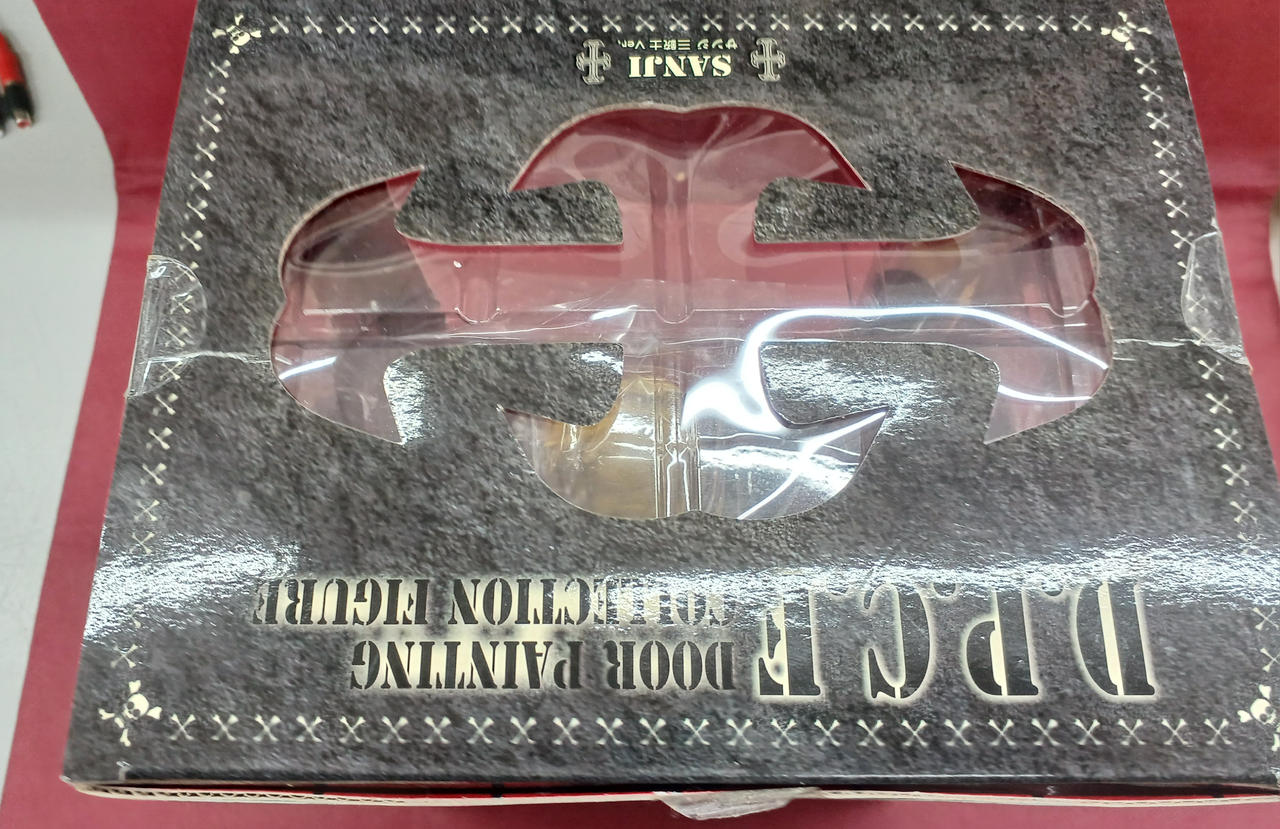 D.P.C.F
DOOR PAINTING
COLLECTION FIGURE
SANJI
サンジ 三銃士 Ver.